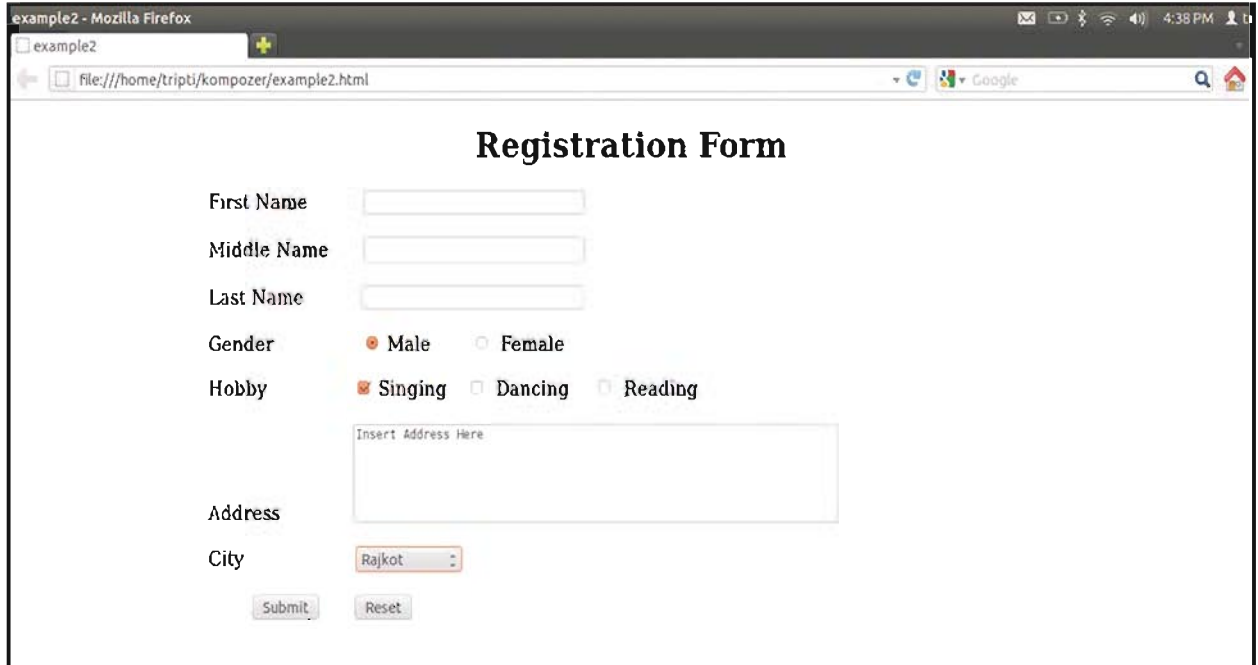 example2 - Mozilla Firefox 4:38 PM
example2
file:///home/tripti/kompozer/example2.html Google
Registration Form
First Name
Middle Name
Last Name
Gender Male Female
Hobby Singing Dancing Reading
Insert Address Here
Address
City Rajkot
Submit Reset